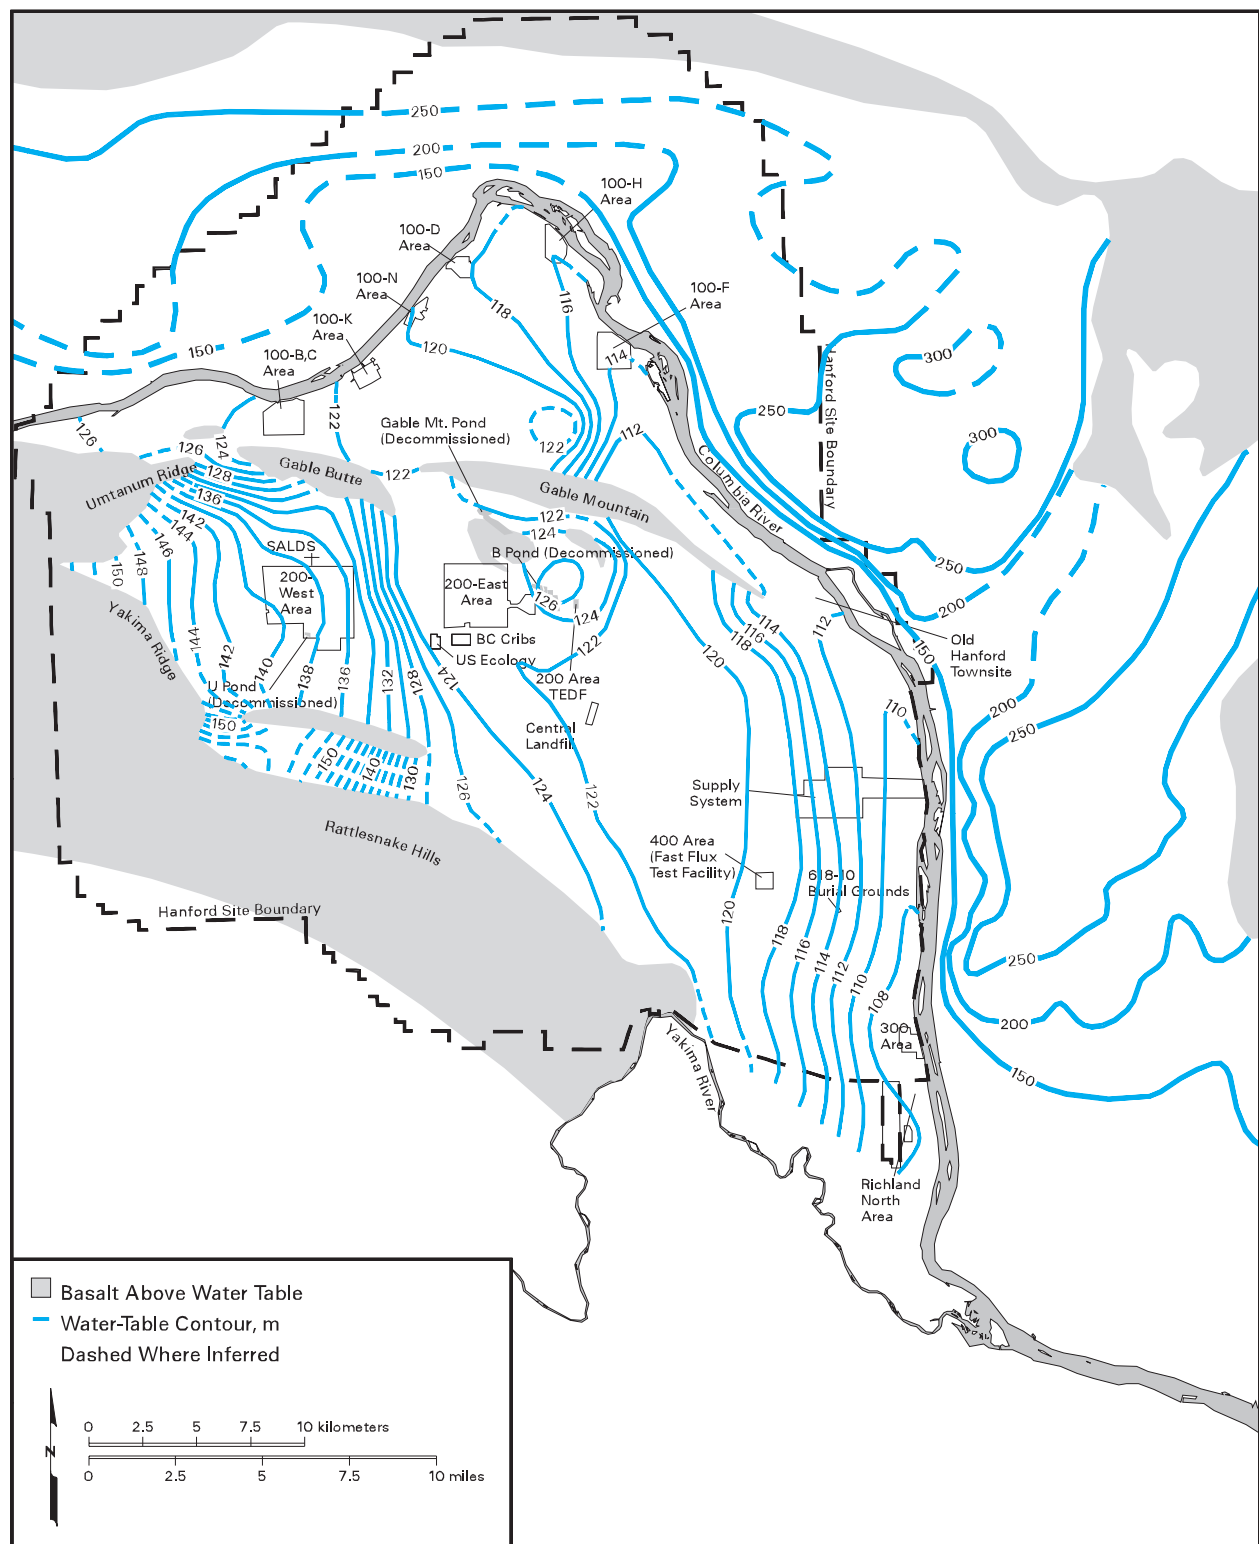 250
200
150
100-H
Area
100-D
Area
100-N
Area
100-F
Area
100-K
Area
100-B,C
Area
118
116
120
114
150
122
300
250
300
Hanford Site Boundary
Gable Mt. Pond
(Decommissioned)
112
122
126
124
126
128
136
142
144
146
148
150
Umtanum Ridge
Gable Butte
122
Gable Mountain
Columbia River
122
124
B Pond (Decommissioned)
SALDS
200-
West
Area
200-East
Area
126
124
122
BC Cribs
US Ecology
200 Area
TEDF
Central
Landfill
Yakima Ridge
144
142
140
138
136
132
128
124
U Pond
(Decommissioned)
150
150
140
130
126
124
122
120
118
116
114
112
250
200
150
Old
Hanford
Townsite
200
250
110
Supply
System
400 Area
(Fast Flux
Test Facility)
618-10
Burial Grounds
Rattlesnake Hills
Hanford Site Boundary
120
118
116
114
112
110
108
250
200
150
300
Area
Yakima River
Richland
North
Area
Basalt Above Water Table
Water-Table Contour, m
Dashed Where Inferred
N
0 2.5 5 7.5 10 kilometers
0 2.5 5 7.5 10 miles